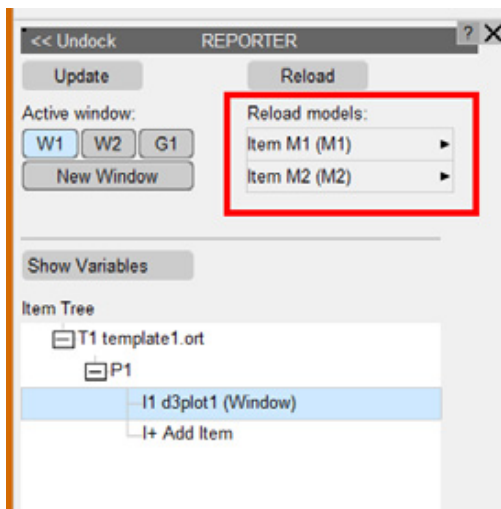 << Undock REPORTER ? X
Update Reload
Active window: Reload models:
W1 W2 G1 Item M1 (M1)
New Window Item M2 (M2)
Show Variables
Item Tree
T1 template1.ort
P1
I1 d3plot1 (Window)
I+ Add Item